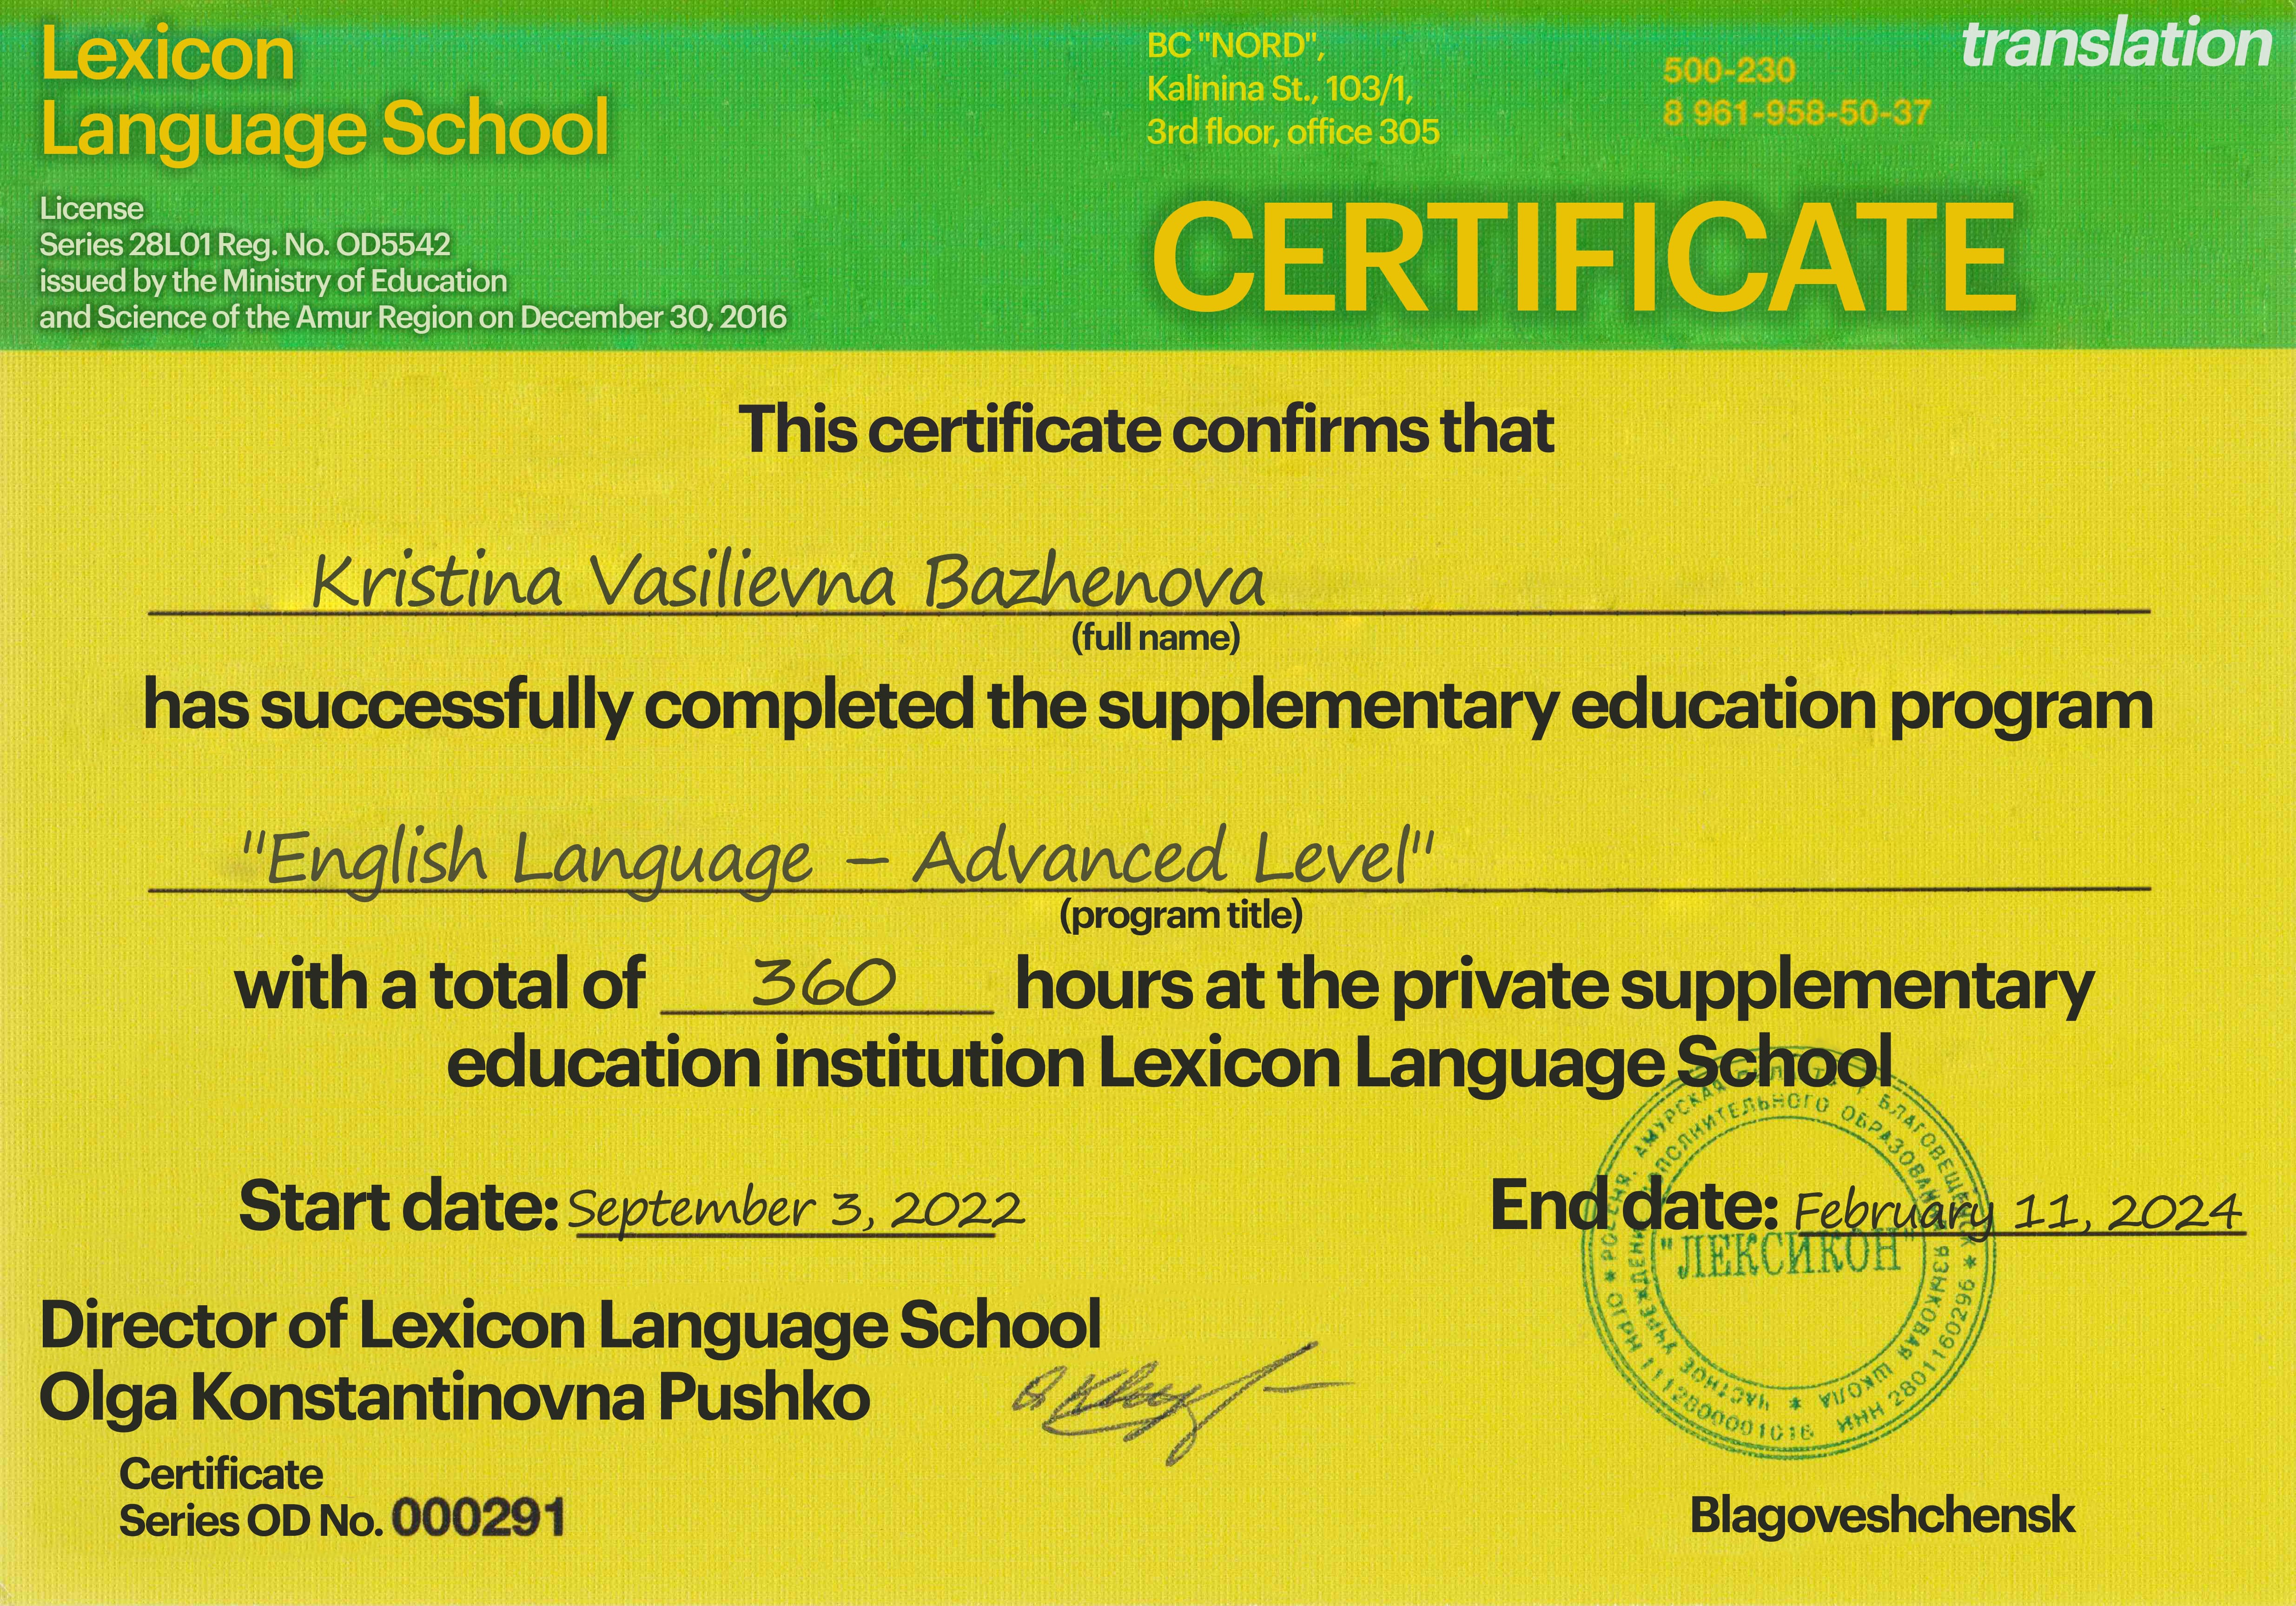 Lexicon
Language School
License
Series 28L01 Reg. No. OD5542
issued by the Ministry of Education
and Science of the Amur Region on December 30, 2016
BC "NORD",
Kalinina St., 103/1,
3rd floor, office 305
500-230
8 961-958-50-37
translation
CERTIFICATE
This certificate confirms that
Kristina Vasilievna Bazhenova
(full name)
has successfully completed the supplementary education program
"English Language – Advanced Level"
(program title)
with a total of 360 hours at the private supplementary
education institution Lexicon Language School
Start date: September 3, 2022
End date: February 11, 2024
РОССИЯ, АМУРСКАЯ ОБЛАСТЬ, Г. БЛАГОВЕЩЕНСК * ИНН 2801160296 ОГРН 1112800001016 *
ЧАСТНОЕ УЧРЕЖДЕНИЕ ДОПОЛНИТЕЛЬНОГО ОБРАЗОВАНИЯ ЯЗЫКОВАЯ ШКОЛА *
"ЛЕКСИКОН"
Director of Lexicon Language School
Olga Konstantinovna Pushko
Certificate
Series OD No. 000291
Blagoveshchensk